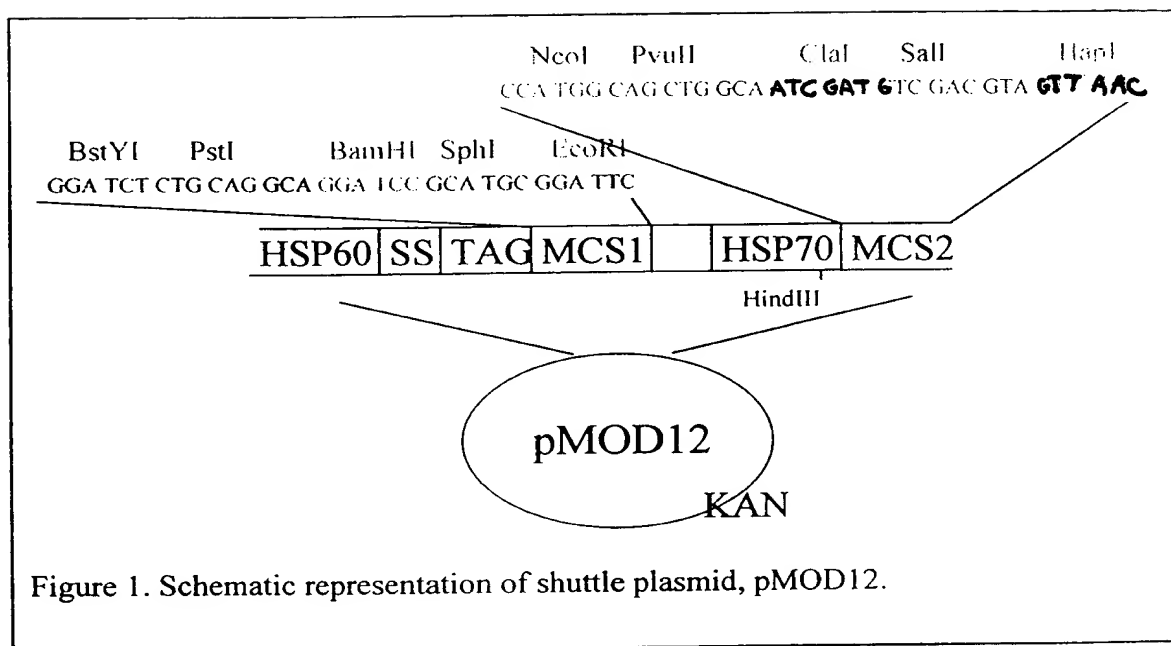 NcoI PvuII ClaI SalI HapI
CCA TGG CAG CTG GCA ATC GAT GTC GAC GTA GTT AAC
BstYI PstI BamHI SphI EcoRI
GGA TCT CTG CAG GCA GGA TCC GCA TGC GGA TTC
HSP60 SS TAG MCS1 HSP70 MCS2
HindIII
pMOD12
KAN
Figure 1. Schematic representation of shuttle plasmid, pMOD12.